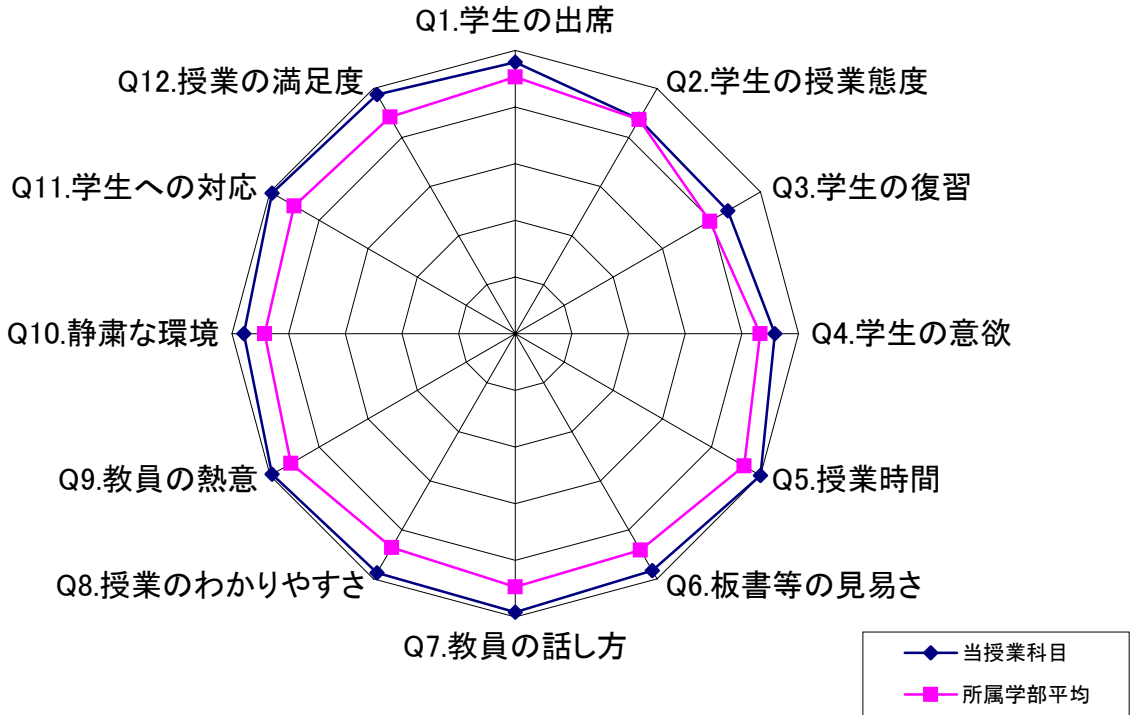 Q1.学生の出席
Q2.学生の授業態度
Q3.学生の復習
Q4.学生の意欲
Q5.授業時間
Q6.板書等の見易さ
Q7.教員の話し方
Q8.授業のわかりやすさ
Q9.教員の熱意
Q10.静粛な環境
Q11.学生への対応
Q12.授業の満足度
当授業科目
所属学部平均